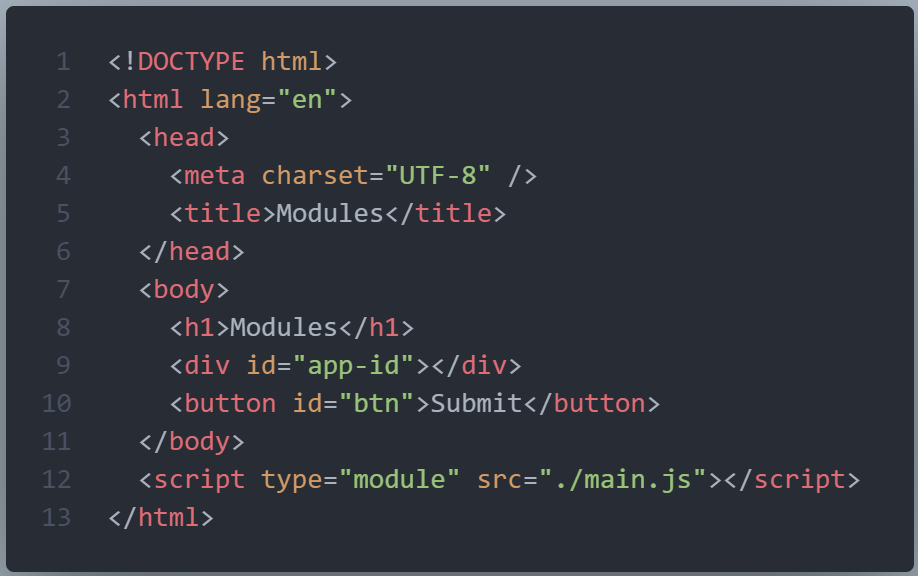 1 <!DOCTYPE html>
2 <html lang="en">
3   <head>
4     <meta charset="UTF-8" />
5     <title>Modules</title>
6   </head>
7   <body>
8     <h1>Modules</h1>
9     <div id="app-id"></div>
10     <button id="btn">Submit</button>
11   </body>
12   <script type="module" src="./main.js"></script>
13 </html>